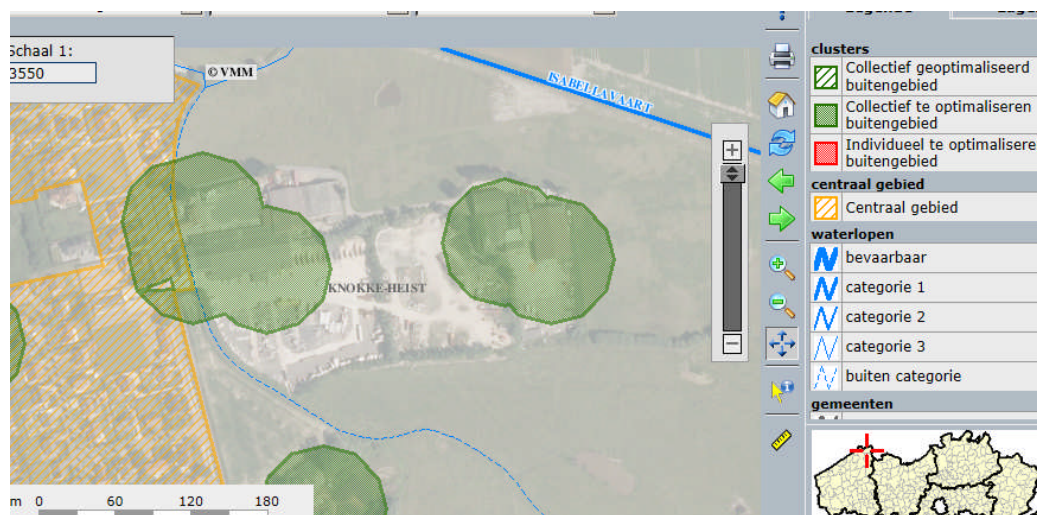 Schaal 1:
3550
© VMM
ISABELLAVAART
KNOKKE-HEIST
m 0 60 120 180
clusters
Collectief geoptimaliseerd
buitengebied
Collectief te optimaliseren
buitengebied
Individueel te optimalisere
buitengebied
centraal gebied
Centraal gebied
waterlopen
bevaarbaar
categorie 1
categorie 2
categorie 3
buiten categorie
gemeenten